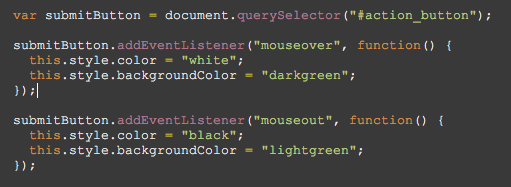 var submitButton = document.querySelector("#action_button");

submitButton.addEventListener("mouseover", function() {
  this.style.color = "white";
  this.style.backgroundColor = "darkgreen";
});

submitButton.addEventListener("mouseout", function() {
  this.style.color = "black";
  this.style.backgroundColor = "lightgreen";
});